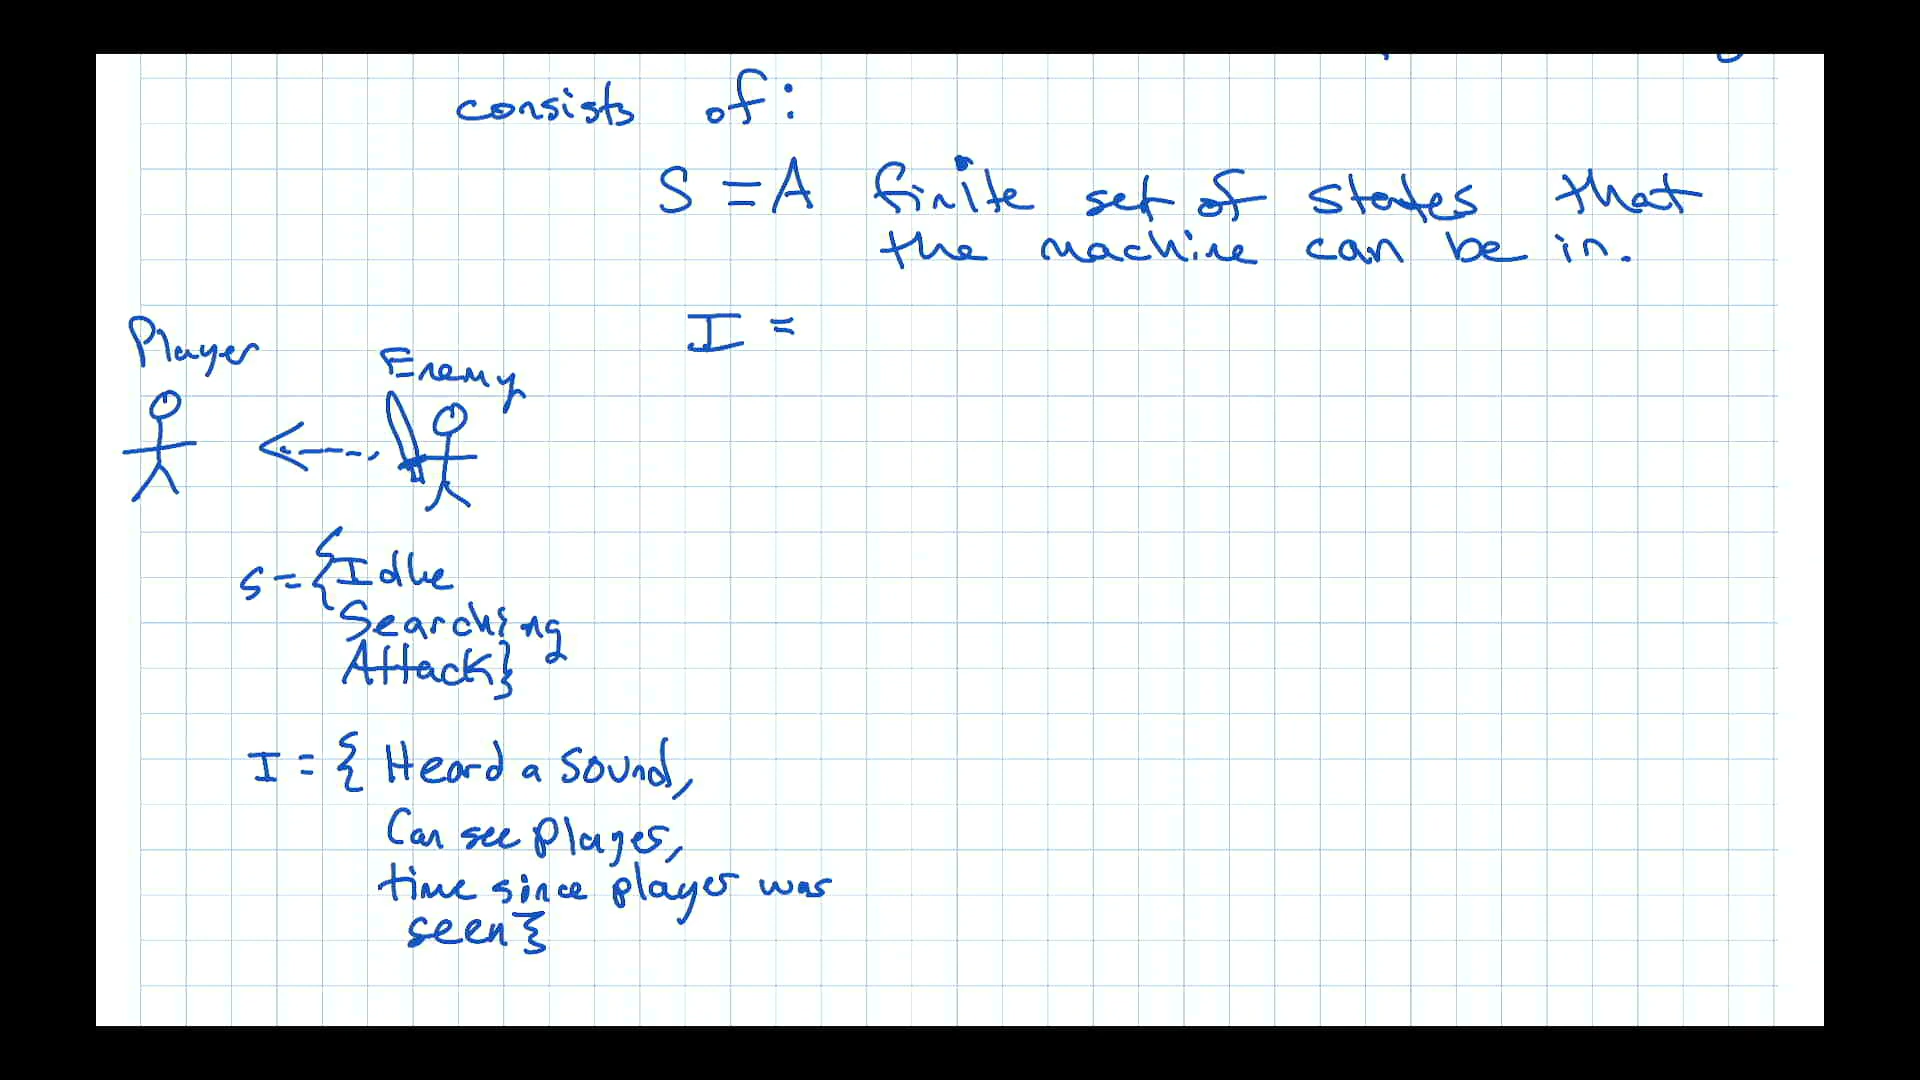 consists of:
S = A finite set of states that
the machine can be in.
I =
Player
Enemy
S = {Idle
Searching
Attack}
I = { Heard a sound,
Can see player,
time since player was
seen}